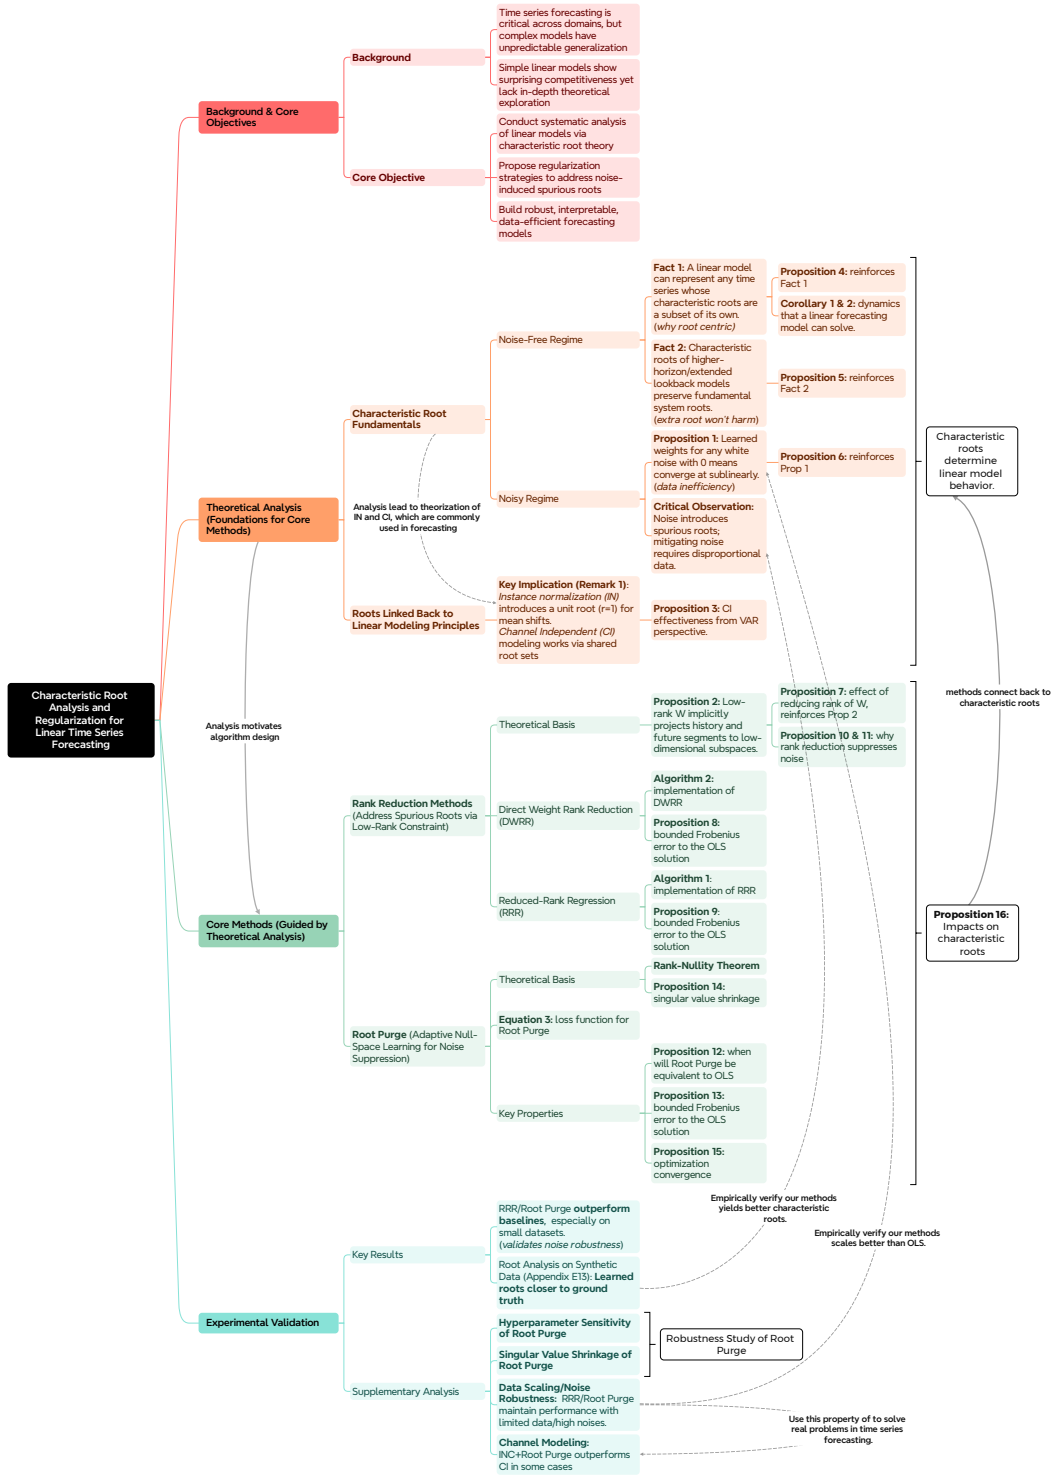 Characteristic Root
Analysis and
Regularization for
Linear Time Series
Forecasting
Background & Core
Objectives
Background
Time series forecasting is
critical across domains, but
complex models have
unpredictable generalization
Simple linear models show
surprising competitiveness yet
lack in-depth theoretical
exploration
Core Objective
Conduct systematic analysis
of linear models via
characteristic root theory
Propose regularization
strategies to address noise-
induced spurious roots
Build robust, interpretable,
data-efficient forecasting
models
Theoretical Analysis
(Foundations for Core
Methods)
Characteristic Root
Fundamentals
Noise-Free Regime
Fact 1: A linear model
can represent any time
series whose
characteristic roots are
a subset of its own.
(why root centric)
Proposition 4: reinforces
Fact 1
Corollary 1 & 2: dynamics
that a linear forecasting
model can solve.
Fact 2: Characteristic
roots of higher-
horizon/extended
lookback models
preserve fundamental
system roots.
(extra root won't harm)
Proposition 5: reinforces
Fact 2
Noisy Regime
Proposition 1: Learned
weights for any white
noise with 0 means
converge at sublinearly.
(data inefficiency)
Proposition 6: reinforces
Prop 1
Critical Observation:
Noise introduces
spurious roots;
mitigating noise
requires disproportional
data.
Analysis lead to theorization of
IN and CI, which are commonly
used in forecasting
Roots Linked Back to
Linear Modeling Principles
Key Implication (Remark 1):
Instance normalization (IN)
introduces a unit root (r=1) for
mean shifts.
Channel Independent (CI)
modeling works via shared
root sets
Proposition 3: CI
effectiveness from VAR
perspective.
Characteristic
roots
determine
linear model
behavior.
Analysis motivates
algorithm design
methods connect back to
characteristic roots
Core Methods (Guided by
Theoretical Analysis)
Rank Reduction Methods
(Address Spurious Roots via
Low-Rank Constraint)
Theoretical Basis
Proposition 2: Low-
rank W implicitly
projects history and
future segments to low-
dimensional subspaces.
Proposition 7: effect of
reducing rank of W,
reinforces Prop 2
Proposition 10 & 11: why
rank reduction suppresses
noise
Direct Weight Rank Reduction
(DWRR)
Algorithm 2:
implementation of
DWRR
Proposition 8:
bounded Frobenius
error to the OLS
solution
Reduced-Rank Regression
(RRR)
Algorithm 1:
implementation of RRR
Proposition 9:
bounded Frobenius
error to the OLS
solution
Proposition 16:
Impacts on
characteristic
roots
Root Purge (Adaptive Null-
Space Learning for Noise
Suppression)
Theoretical Basis
Rank-Nullity Theorem
Proposition 14:
singular value shrinkage
Equation 3: loss function for
Root Purge
Key Properties
Proposition 12: when
will Root Purge be
equivalent to OLS
Proposition 13:
bounded Frobenius
error to the OLS
solution
Proposition 15:
optimization
convergence
Empirically verify our methods
yields better characteristic
roots.
Empirically verify our methods
scales better than OLS.
Experimental Validation
Key Results
RRR/Root Purge outperform
baselines, especially on
small datasets.
(validates noise robustness)
Root Analysis on Synthetic
Data (Appendix E13): Learned
roots closer to ground
truth
Supplementary Analysis
Hyperparameter Sensitivity
of Root Purge
Singular Value Shrinkage of
Root Purge
Robustness Study of Root
Purge
Data Scaling/Noise
Robustness: RRR/Root Purge
maintain performance with
limited data/high noises.
Channel Modeling:
INC+Root Purge outperforms
CI in some cases
Use this property of to solve
real problems in time series
forecasting.